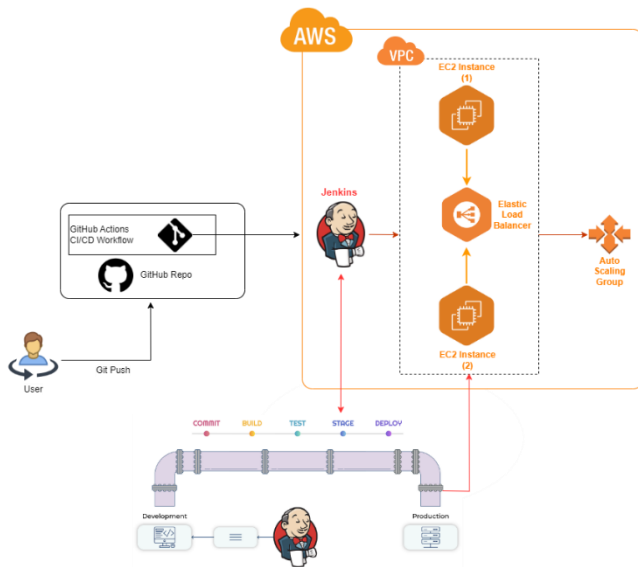 AWS
VPC
EC2 Instance
(1)
Jenkins
Elastic
Load
Balancer
GitHub Actions
CI/CD Workflow
GitHub Repo
Auto
Scaling
Group
EC2 Instance
(2)
Git Push
User
COMMIT
BUILD
TEST
STAGE
DEPLOY
Development
Production